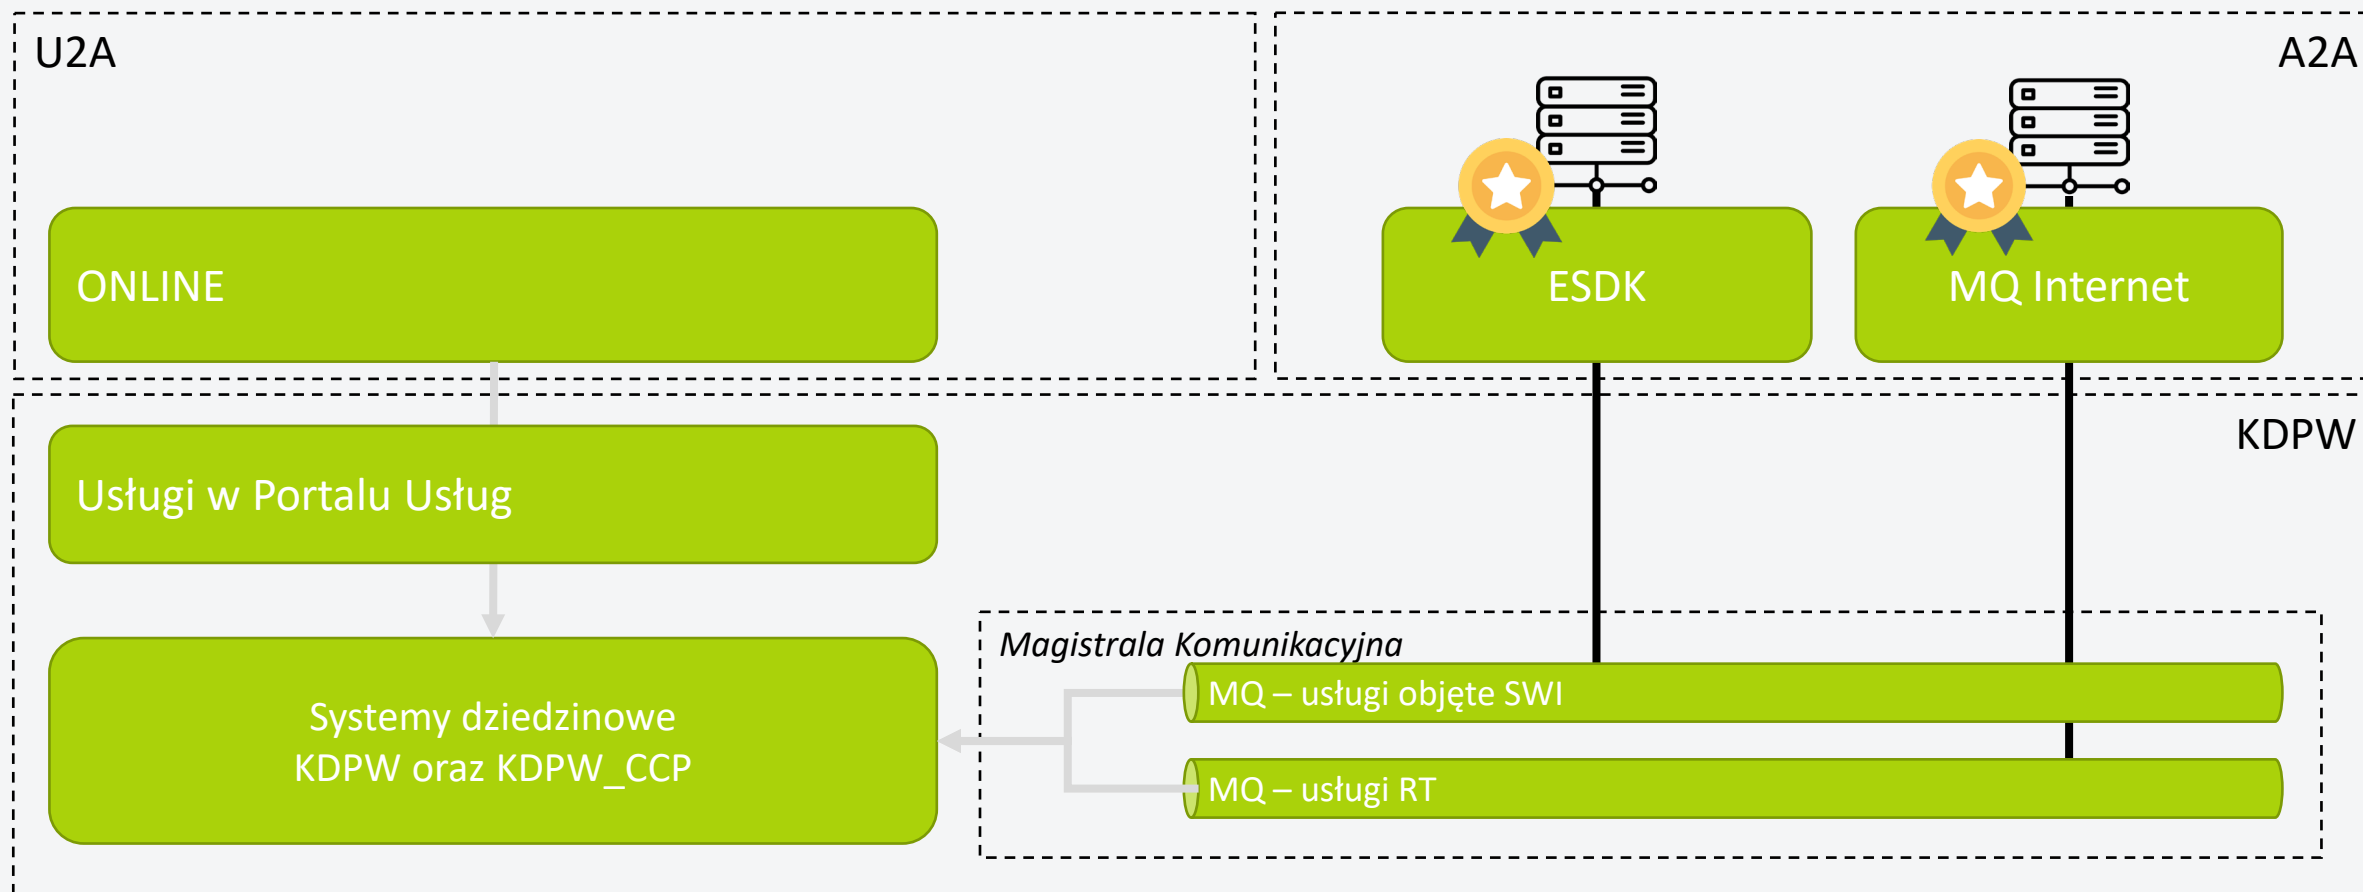 U2A
A2A
ONLINE
ESDK
MQ Internet
KDPW
Usługi w Portalu Usług
Magistrala Komunikacyjna
MQ – usługi objęte SWI
Systemy dziedzinowe
KDPW oraz KDPW_CCP
MQ – usługi RT